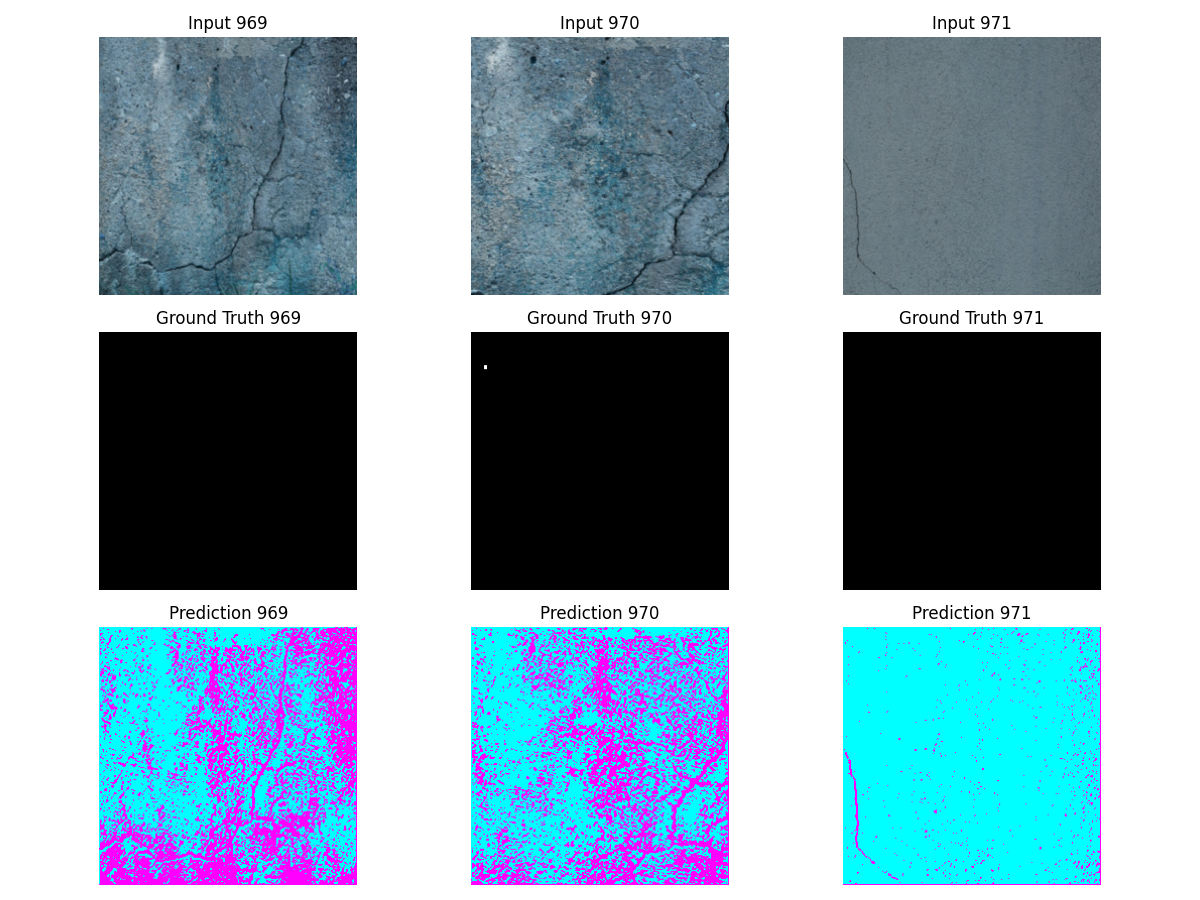 Input 969
Input 970
Input 971
Ground Truth 969
Ground Truth 970
Ground Truth 971
Prediction 969
Prediction 970
Prediction 971